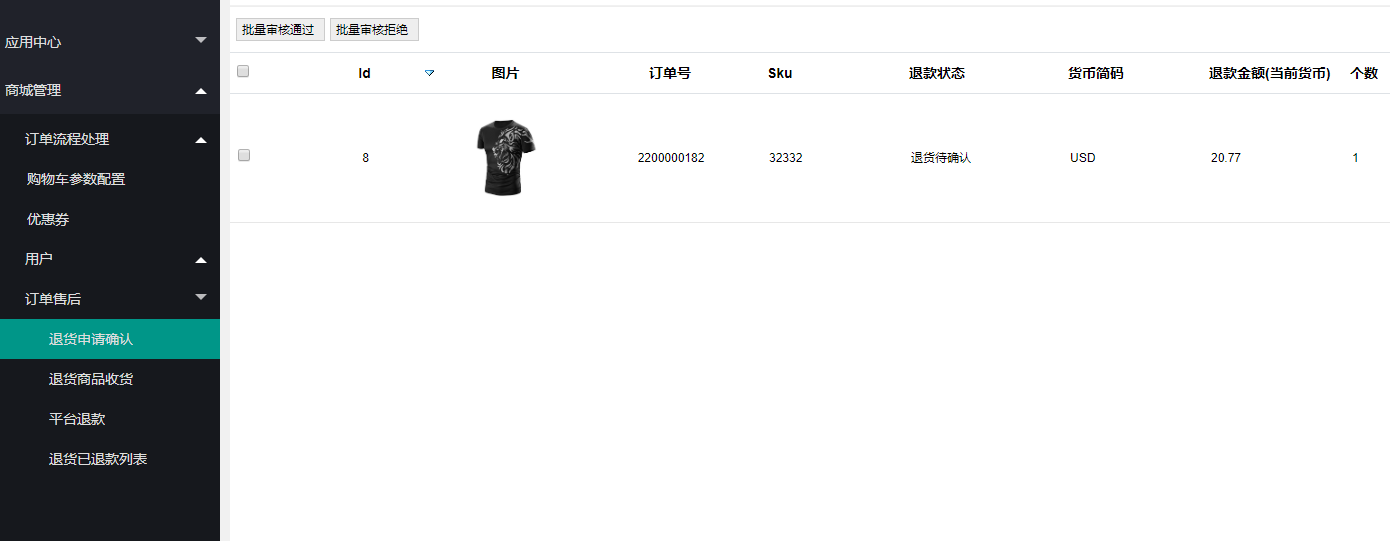 应用中心
商城管理
订单流程处理
购物车参数配置
优惠券
用户
订单售后
退货申请确认
退货商品收货
平台退款
退货已退款列表
批量审核通过 批量审核拒绝
Id 图片 订单号 Sku 退款状态 货币简码 退款金额(当前货币) 个数
8 2200000182 32332 退货待确认 USD 20.77 1